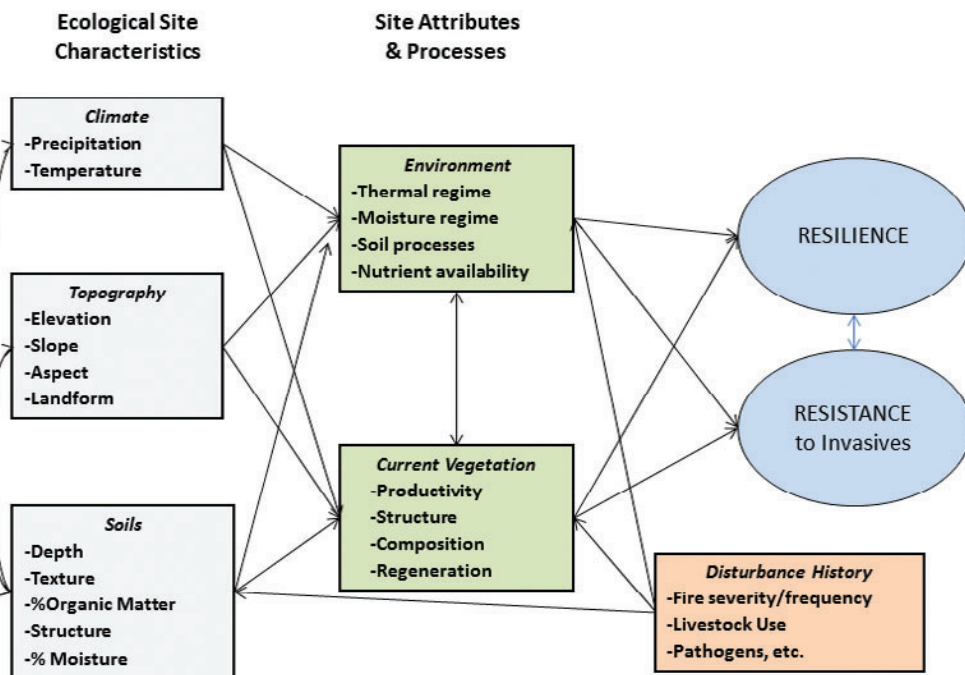 Ecological Site
Characteristics
Site Attributes
& Processes
Climate
-Precipitation
-Temperature
Topography
-Elevation
-Slope
-Aspect
-Landform
Soils
-Depth
-Texture
-%Organic Matter
-Structure
-% Moisture
Environment
-Thermal regime
-Moisture regime
-Soil processes
-Nutrient availability
Current Vegetation
-Productivity
-Structure
-Composition
-Regeneration
RESILIENCE
RESISTANCE
to Invasives
Disturbance History
-Fire severity/frequency
-Livestock Use
-Pathogens, etc.